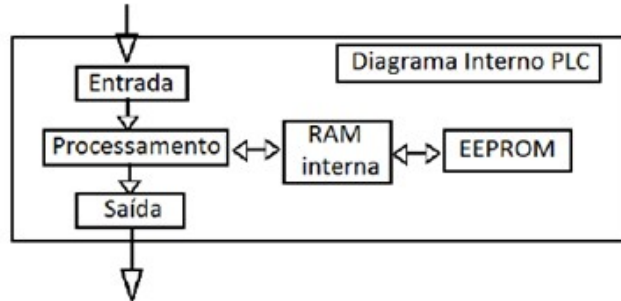 Diagrama Interno PLC
Entrada
Processamento
RAM
interna
EEPROM
Saída